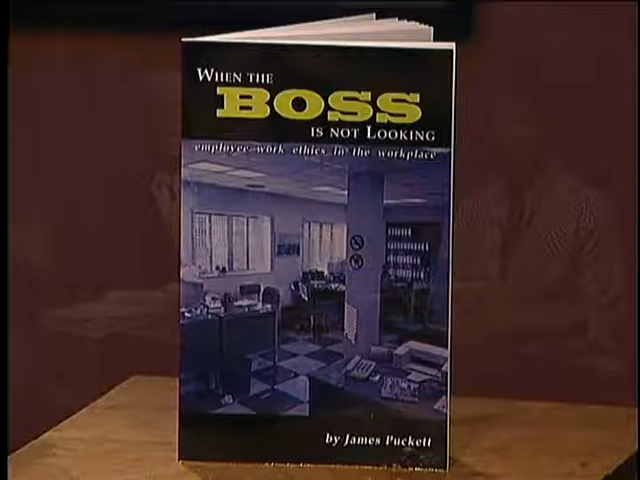 WHEN THE
BOSS
IS NOT LOOKING
employee work ethics in the workplace
by James Puckett